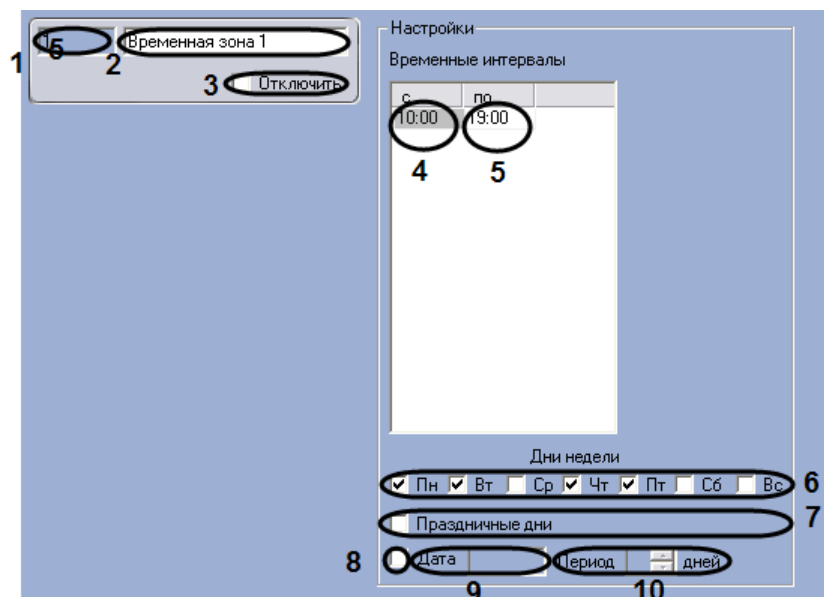 Настройки
1 1 5 2 Временная зона 1
Временные интервалы
3 Отключить
с по
10:00 19:00
4 5
Дни недели
Пн Вт Ср Чт Пт Сб Вс 6
Праздничные дни 7
8 Дата Период дней
9 10